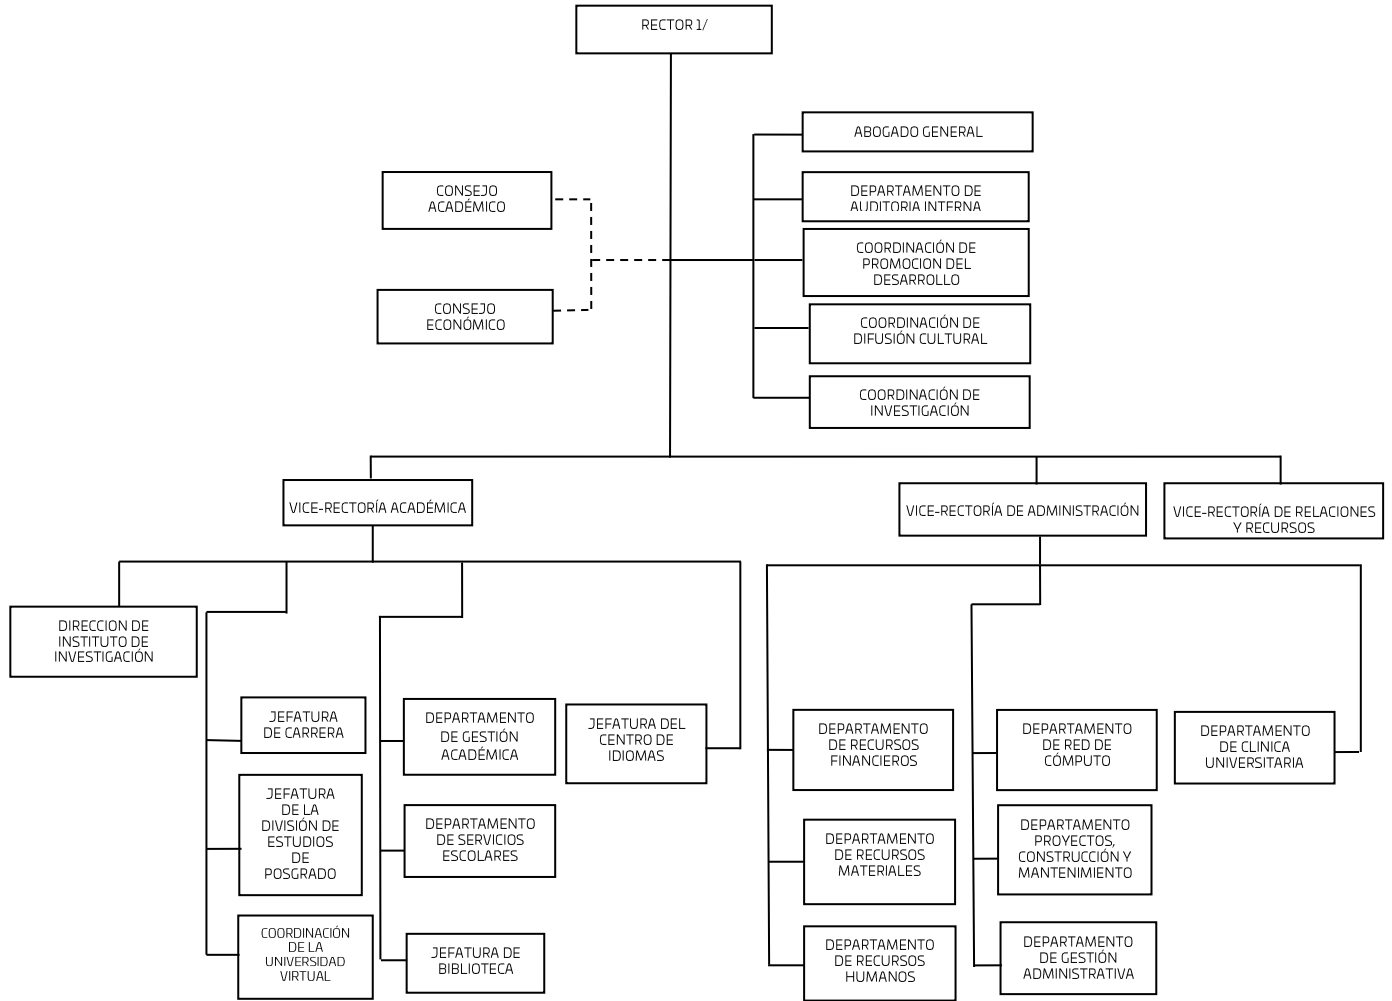 RECTOR 1/
ABOGADO GENERAL
CONSEJO
ACADÉMICO
DEPARTAMENTO DE
AUDITORIA INTERNA
COORDINACIÓN DE
PROMOCION DEL
DESARROLLO
CONSEJO
ECONÓMICO
COORDINACIÓN DE
DIFUSIÓN CULTURAL
COORDINACIÓN DE
INVESTIGACIÓN
VICE-RECTORÍA ACADÉMICA
VICE-RECTORÍA DE ADMINISTRACIÓN
VICE-RECTORÍA DE RELACIONES
Y RECURSOS
DIRECCION DE
INSTITUTO DE
INVESTIGACIÓN
JEFATURA
DE CARRERA
JEFATURA
DE LA
DIVISIÓN DE
ESTUDIOS
DE
POSGRADO
COORDINACIÓN
DE LA
UNIVERSIDAD
VIRTUAL
DEPARTAMENTO
DE GESTIÓN
ACADÉMICA
DEPARTAMENTO
DE SERVICIOS
ESCOLARES
JEFATURA DE
BIBLIOTECA
JEFATURA DEL
CENTRO DE
IDIOMAS
DEPARTAMENTO
DE RECURSOS
FINANCIEROS
DEPARTAMENTO
DE RECURSOS
MATERIALES
DEPARTAMENTO
DE RECURSOS
HUMANOS
DEPARTAMENTO
DE RED DE
CÓMPUTO
DEPARTAMENTO
PROYECTOS,
CONSTRUCCIÓN Y
MANTENIMIENTO
DEPARTAMENTO
DE GESTIÓN
ADMINISTRATIVA
DEPARTAMENTO
DE CLINICA
UNIVERSITARIA